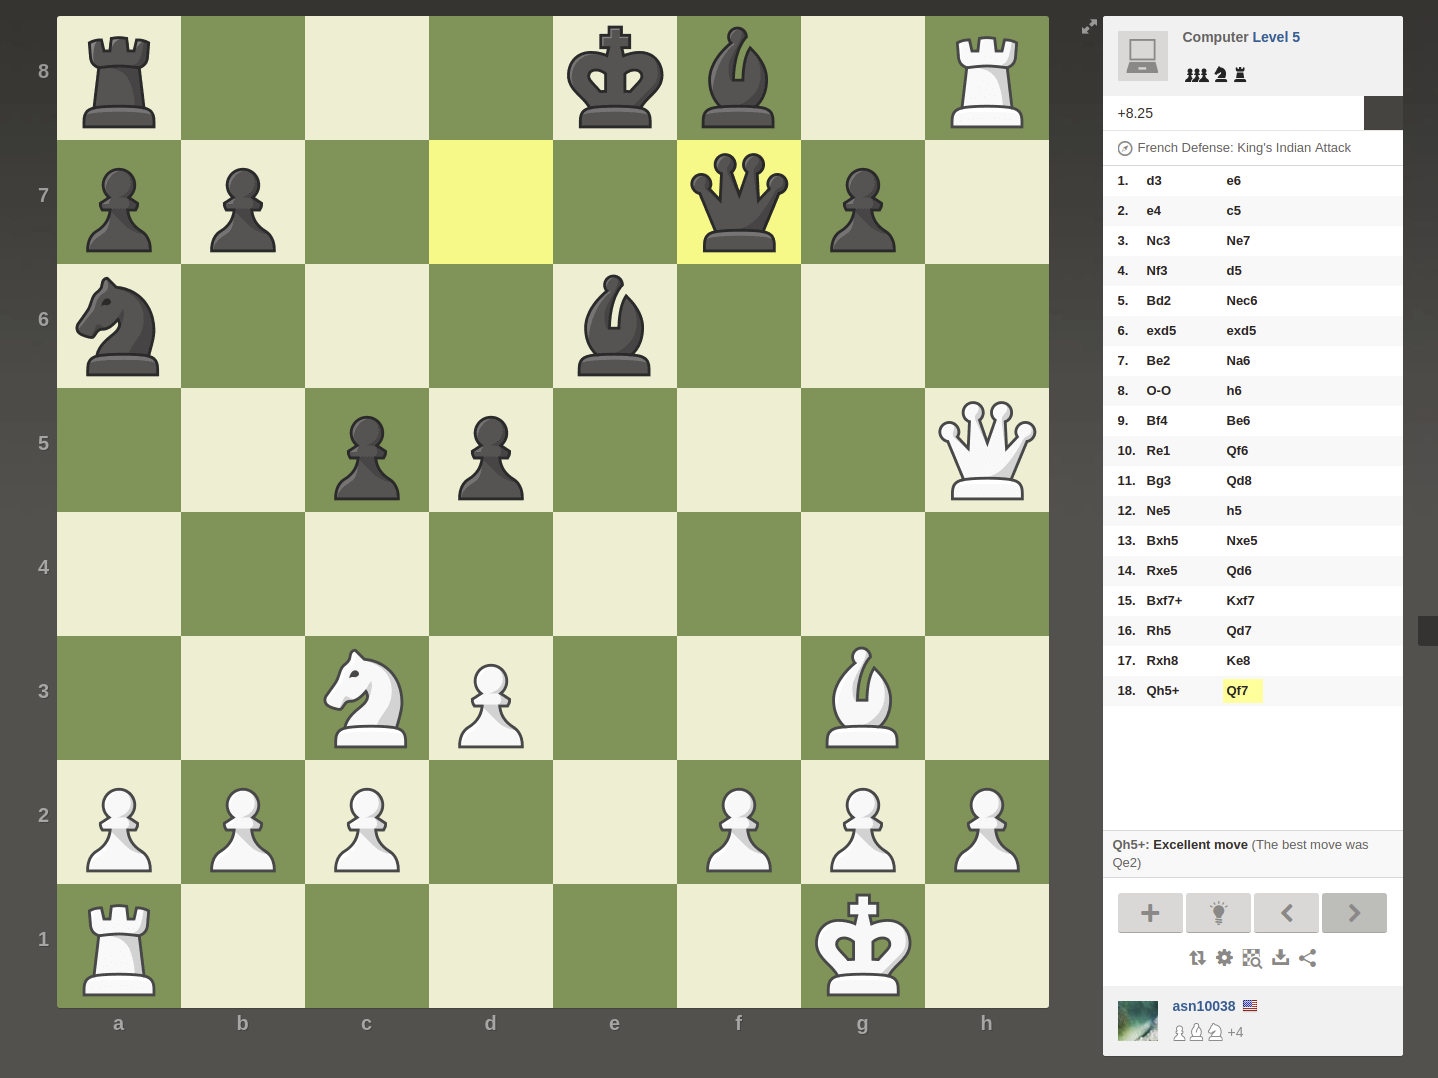 8
7
6
5
4
3
2
1
a b c d e f g h
Computer Level 5
+8.25
French Defense: King's Indian Attack
1. d3 e6
2. e4 c5
3. Nc3 Ne7
4. Nf3 d5
5. Bd2 Nec6
6. exd5 exd5
7. Be2 Na6
8. O-O h6
9. Bf4 Be6
10. Re1 Qf6
11. Bg3 Qd8
12. Ne5 h5
13. Bxh5 Nxe5
14. Rxe5 Qd6
15. Bxf7+ Kxf7
16. Rh5 Qd7
17. Rxh8 Ke8
18. Qh5+ Qf7
Qh5+: Excellent move (The best move was
Qe2)
asn10038
+4